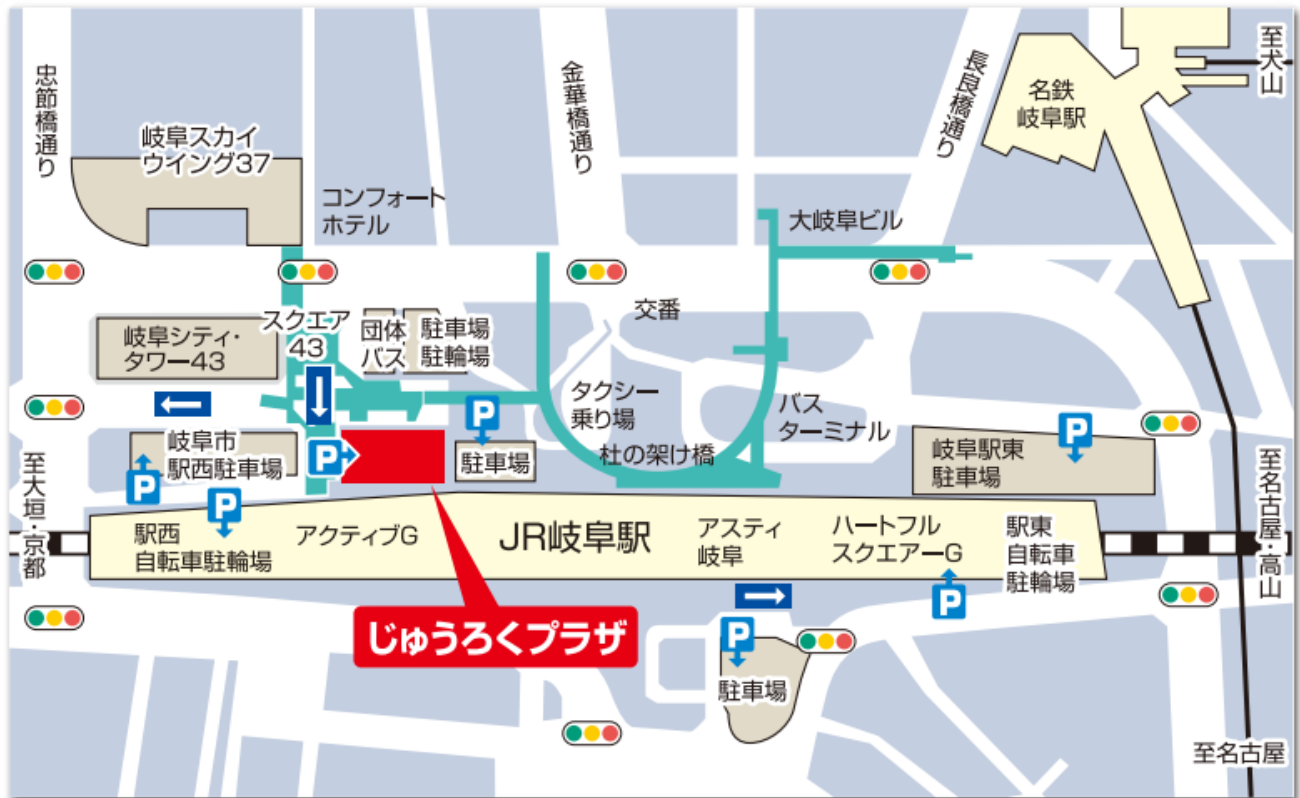 忠節橋通り
金華橋通り
長良橋通り
至犬山
名鉄
岐阜駅
岐阜スカイ
ウイング37
コンフォート
ホテル
大岐阜ビル
交番
スクエア
43
団体
バス
駐車場
駐輪場
岐阜シティ・
タワー43
タクシー
乗り場
バス
ターミナル
P
P
P
岐阜市
駅西駐車場
駐車場
杜の架け橋
岐阜駅東
駐車場
至大垣・京都
至名古屋・高山
P
P
駅西
自転車駐輪場
アクティブG
JR岐阜駅
アスティ
岐阜
ハートフル
スクエアーG
駅東
自転車
駐輪場
P
P
じゅうろくプラザ
駐車場
至名古屋